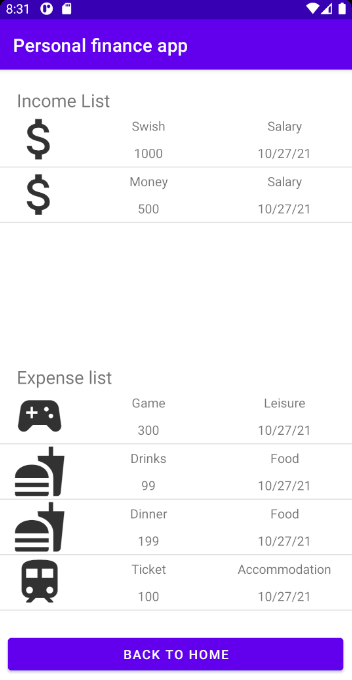 8:31
Personal finance app
Income List
Swish Salary
1000 10/27/21
Money Salary
500 10/27/21
Expense list
Game Leisure
300 10/27/21
Drinks Food
99 10/27/21
Dinner Food
199 10/27/21
Ticket Accommodation
100 10/27/21
BACK TO HOME